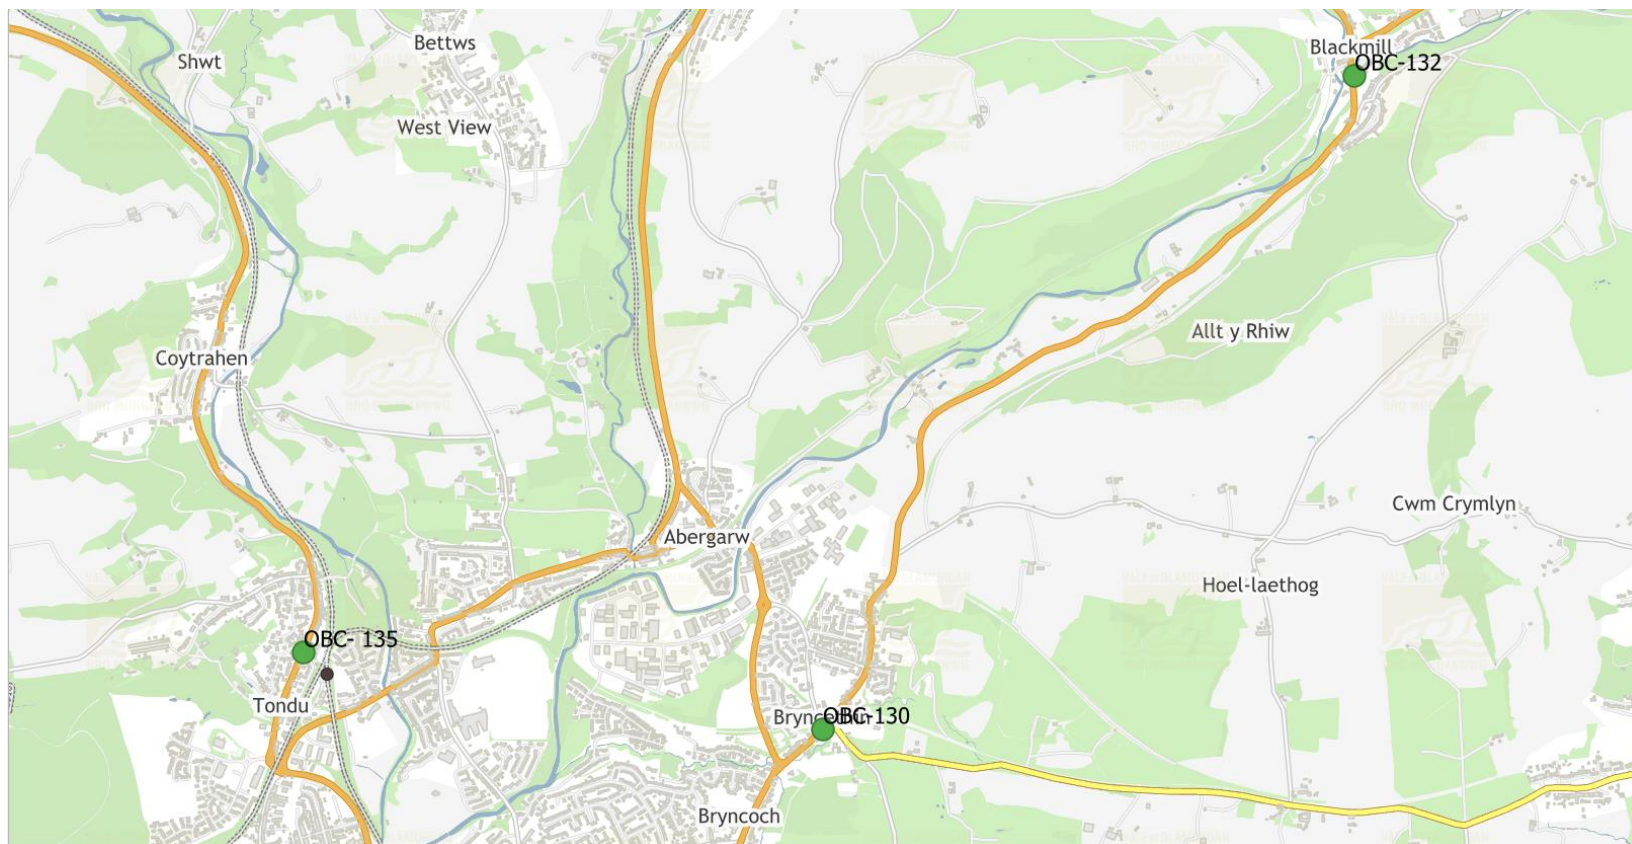 Bettws
Shwt
Blackmill
OBC-132
West View
Allt y Rhiw
Coytrahen
Cwm Crymlyn
Abergarw
Hoel-laethog
OBC- 135
Tondu
OBC-130
Bryncoch